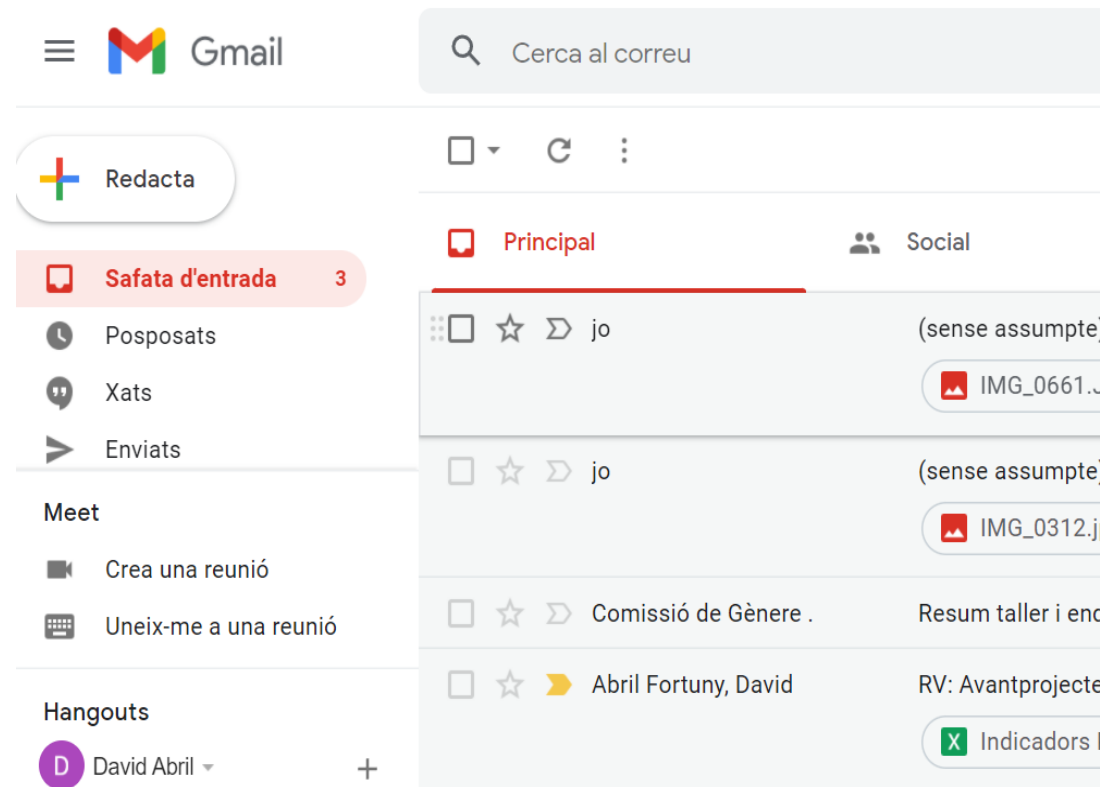 Gmail
Cerca al correu
Redacta
Principal
Social
Safata d'entrada 3
Posposats
Xats
Enviats
Meet
Crea una reunió
Uneix-me a una reunió
Hangouts
D David Abril
jo (sense assumpte)
IMG_0661.J
jo (sense assumpte)
IMG_0312.j
Comissió de Gènere . Resum taller i end
Abril Fortuny, David RV: Avantprojecte
X Indicadors